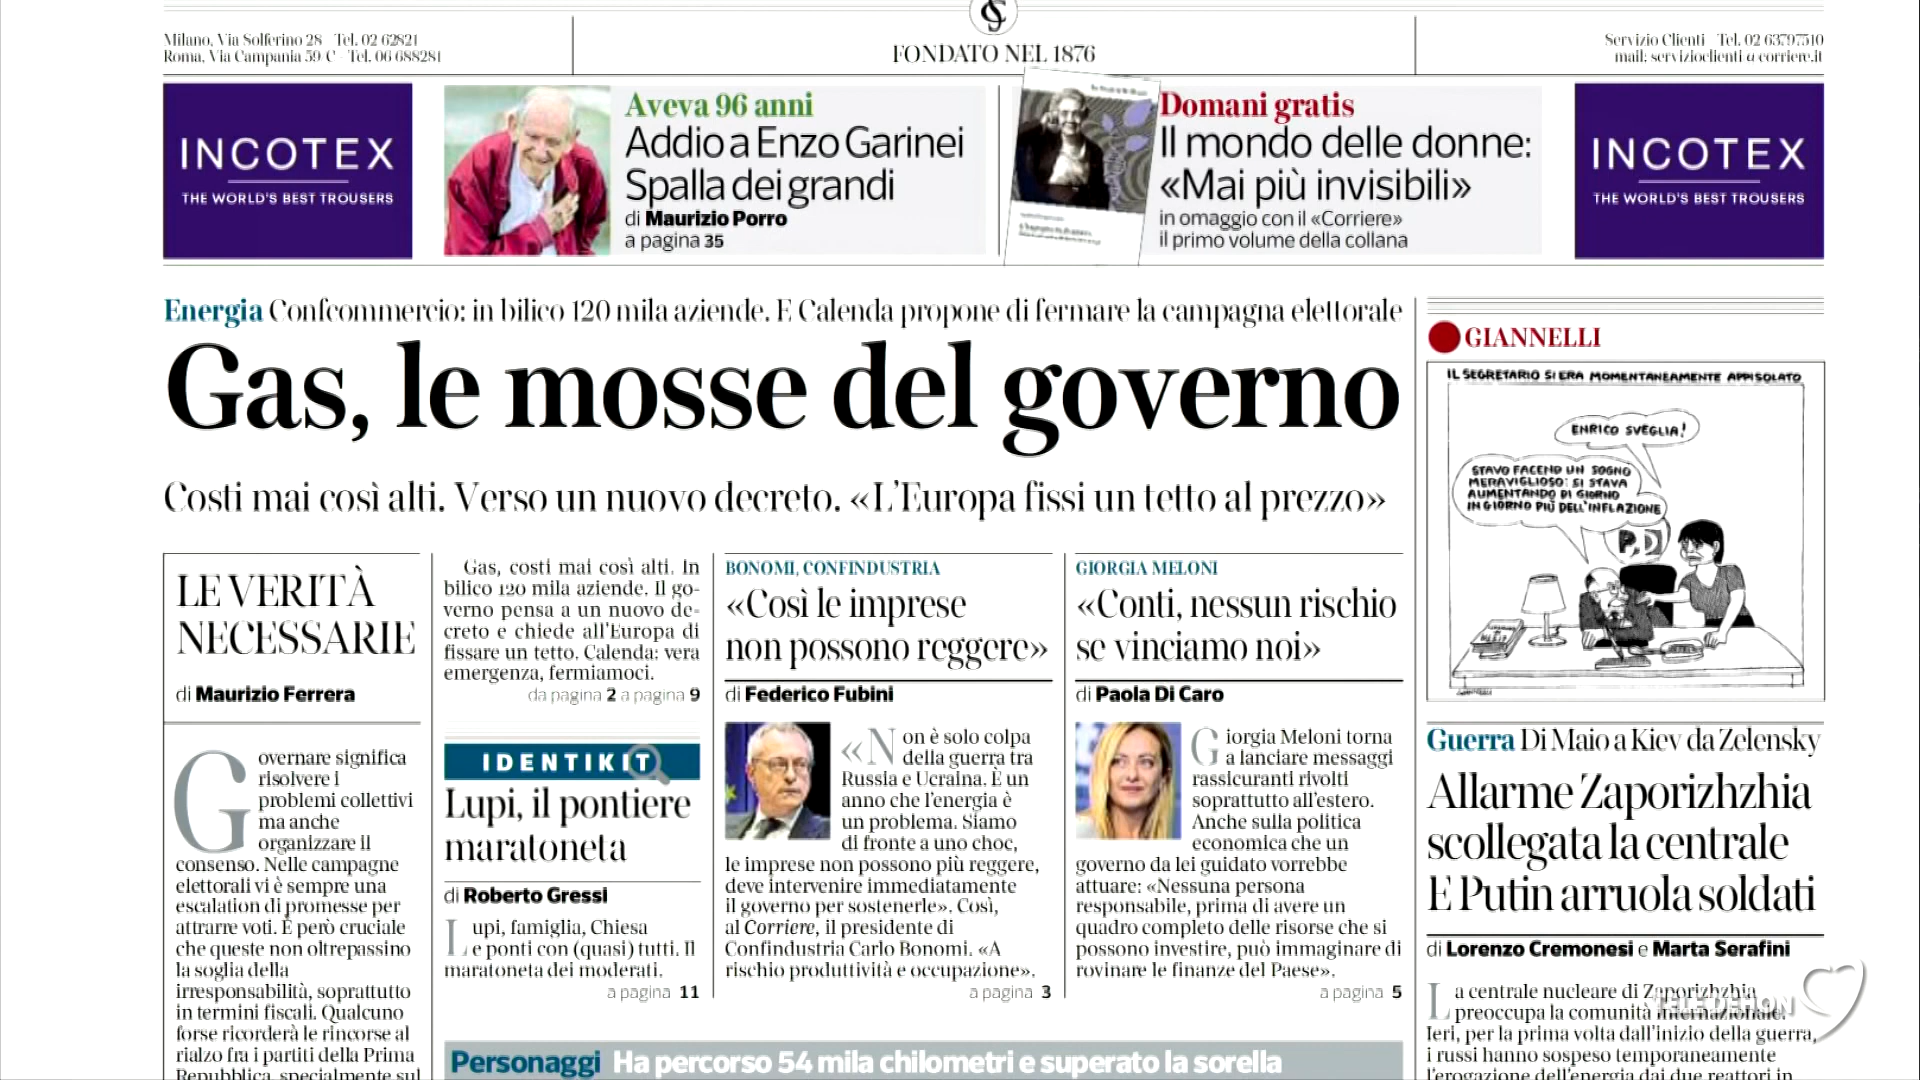 Milano, Via Solferino 28 - Tel. 02 62821
Roma, Via Campania 59 C - Tel. 06 688281
FONDATO NEL 1876
Servizio Clienti - Tel. 02 63797510
mail: servizioclienti@corriere.it
INCOTEX
THE WORLD'S BEST TROUSERS
Aveva 96 anni
Addio a Enzo Garinei
Spalla dei grandi
di Maurizio Porro
a pagina 35
Domani gratis
Il mondo delle donne:
«Mai più invisibili»
in omaggio con il «Corriere»
il primo volume della collana
INCOTEX
THE WORLD'S BEST TROUSERS
Energia Confcommercio: in bilico 120 mila aziende. E Calenda propone di fermare la campagna elettorale
Gas, le mosse del governo
Costi mai così alti. Verso un nuovo decreto. «L'Europa fissi un tetto al prezzo»
LE VERITÀ
NECESSARIE
di Maurizio Ferrera
Governare significa
risolvere i
problemi collettivi
ma anche
organizzare il
consenso. Nelle campagne
elettorali vi è sempre una
escalation di promesse per
attrarre voti. È però cruciale
che queste non oltrepassino
la soglia della
irresponsabilità, soprattutto
in termini fiscali. Qualcuno
forse ricorderà le rincorse al
rialzo fra i partiti della Prima
Repubblica, specialmente sul
Gas, costi mai così alti. In
bilico 120 mila aziende. Il go-
verno pensa a un nuovo de-
creto e chiede all'Europa di
fissare un tetto. Calenda: vera
emergenza, fermiamoci.
da pagina 2 a pagina 9
IDENTIKIT
Lupi, il pontiere
maratoneta
di Roberto Gressi
Lupi, famiglia, Chiesa
e ponti con (quasi) tutti. Il
maratoneta dei moderati.
a pagina 11
BONOMI, CONFINDUSTRIA
«Così le imprese
non possono reggere»
di Federico Fubini
«Non è solo colpa
della guerra tra
Russia e Ucraina. È un
anno che l'energia è
un problema. Siamo
di fronte a uno choc,
le imprese non possono più reggere,
deve intervenire immediatamente
il governo per sostenerle». Così,
al Corriere, il presidente di
Confindustria Carlo Bonomi. «A
rischio produttività e occupazione».
a pagina 3
GIORGIA MELONI
«Conti, nessun rischio
se vinciamo noi»
di Paola Di Caro
Giorgia Meloni torna
a lanciare messaggi
rassicuranti rivolti
soprattutto all'estero.
Anche sulla politica
economica che un
governo da lei guidato vorrebbe
attuare: «Nessuna persona
responsabile, prima di avere un
quadro completo delle risorse che si
possono investire, può immaginare di
rovinare le finanze del Paese».
a pagina 5
Personaggi Ha percorso 54 mila chilometri e superato la sorella
GIANNELLI
IL SEGRETARIO SI ERA MOMENTANEAMENTE APPISOLATO
ENRICO SVEGLIA!
STAVO FACEND UN SOGNO
MERAVIGLIOSO: SI STAVA
AUMENTANDO DI GIORNO
IN GIORNO PIÙ DELL'INFLAZIONE
PD
GIANNELLI
Guerra Di Maio a Kiev da Zelensky
Allarme Zaporizhzhia
scollegata la centrale
E Putin arruola soldati
di Lorenzo Cremonesi e Marta Serafini
La centrale nucleare di Zaporizhzhia
preoccupa la comunità internazionale.
Ieri, per la prima volta dall'inizio della guerra,
i russi hanno sospeso temporaneamente
l'erogazione dell'energia dai due reattori in
TELEDEHON